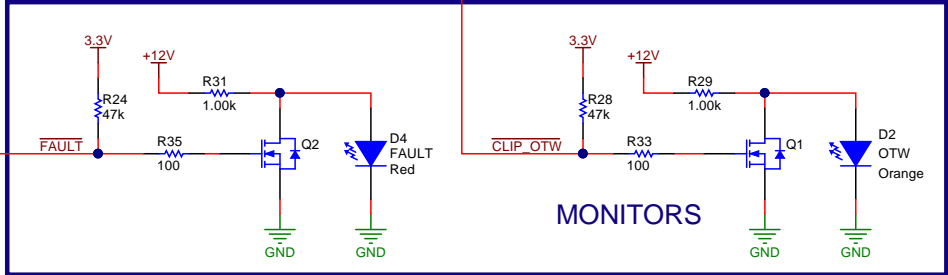 3.3V
+12V
R31
1.00k
R24
47k
FAULT
R35
100
Q2
D4
FAULT
Red
GND
GND
3.3V
+12V
R29
1.00k
R28
47k
CLIP_OTW
R33
100
Q1
D2
OTW
Orange
MONITORS
GND
GND